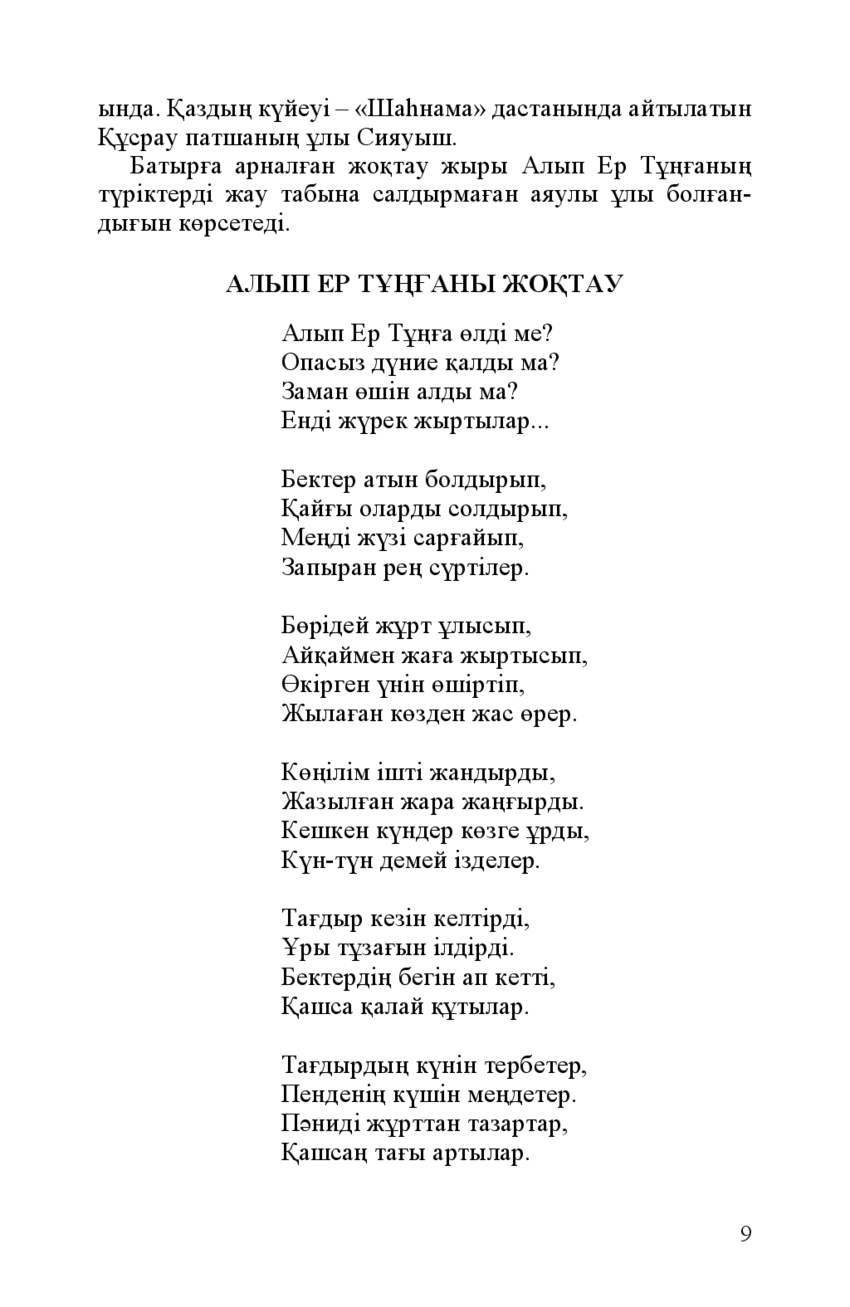 ында. Қаздың күйеуі – «Шаһнама» дастанында айтылатын
Құсрау патшаның ұлы Сияуыш.
Батырға арналған жоқтау жыры Алып Ер Тұңғаның
түріктерді жау табына салдырмаған аяулы ұлы болған-
дығын көрсетеді.
АЛЫП ЕР ТҰҢҒАНЫ ЖОҚТАУ
Алып Ер Тұңға өлді ме?
Опасыз дүние қалды ма?
Заман өшін алды ма?
Енді жүрек жыртылар...
Бектер атын болдырып,
Қайғы оларды солдырып,
Меңді жүзі сарғайып,
Запыран рең сүртілер.
Бөрідей жұрт ұлысып,
Айқаймен жаға жыртысып,
Өкірген үнін өшіртіп,
Жылаған көзден жас өрер.
Көңілім ішті жандырды,
Жазылған жара жаңғырды.
Кешкен күндер көзге ұрды,
Күн-түн демей ізделер.
Тағдыр кезін келтірді,
Ұры тұзағын ілдірді.
Бектердің бегін ап кетті,
Қашса қалай құтылар.
Тағдырдың күнін тербетер,
Пенденің күшін меңдетер.
Пәниді жұрттан тазартар,
Қашсаң тағы артылар.
9